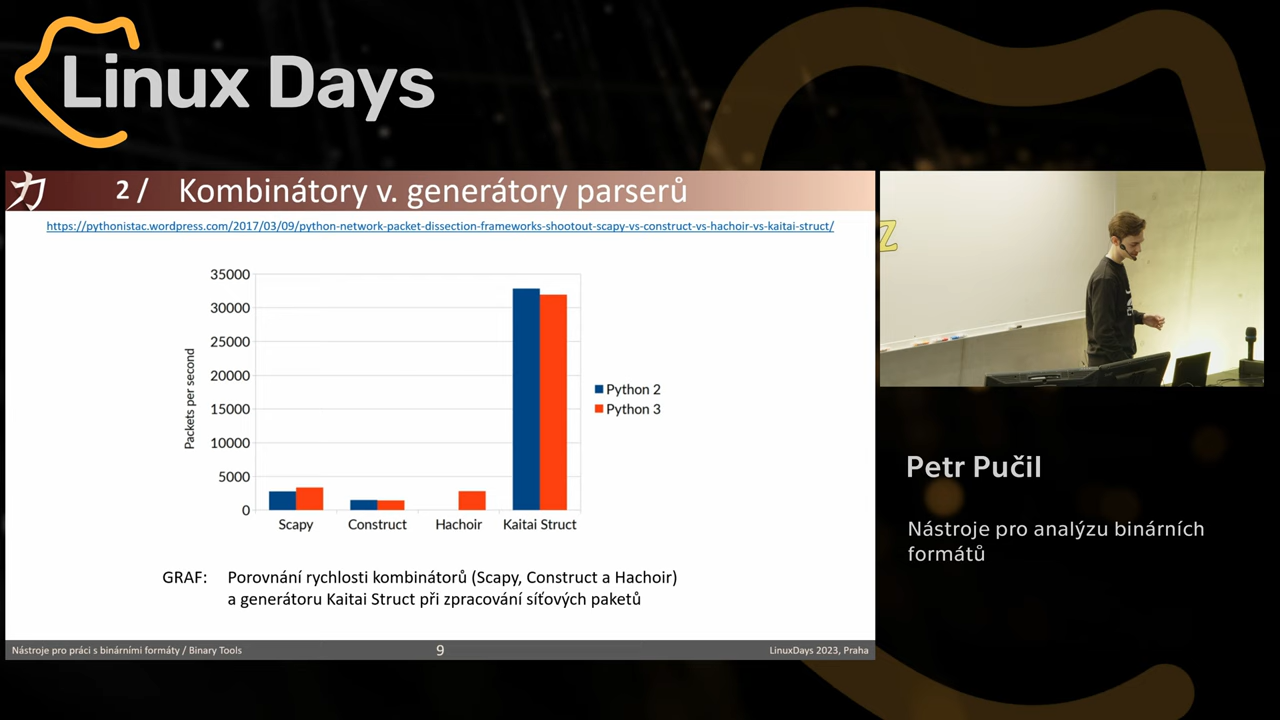 Linux Days
2 / Kombinátory v. generátory parserů
https://pythonistac.wordpress.com/2017/03/09/python-network-packet-dissection-frameworks-shootout-scapy-vs-construct-vs-hachoir-vs-kaitai-struct/
力
Z
35000
30000
25000
20000
15000
10000
5000
0
Packets per second
Scapy
Construct
Hachoir
Kaitai Struct
Python 2
Python 3
GRAF: Porovnání rychlosti kombinátorů (Scapy, Construct a Hachoir)
a generátoru Kaitai Struct při zpracování síťových paketů
Nástroje pro práci s binárními formáty / Binary Tools
9
LinuxDays 2023, Praha
Petr Pučil
Nástroje pro analýzu binárních
formátů